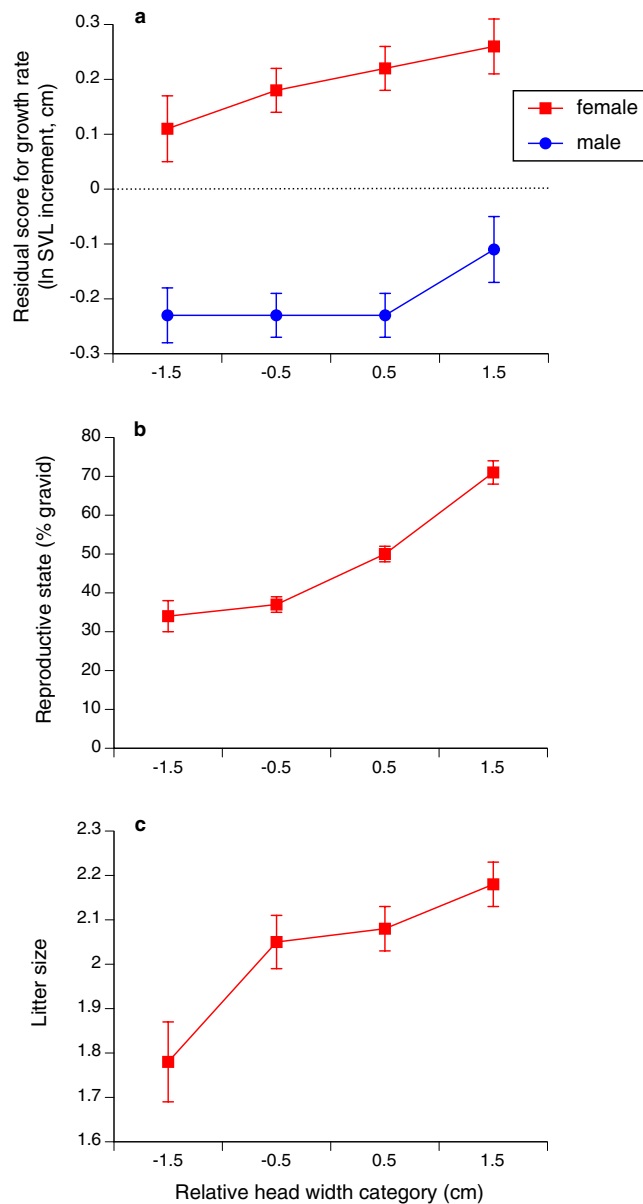 a
0.3
0.2
0.1
0
-0.1
-0.2
-0.3
Residual score for growth rate
(ln SVL increment, cm)
-1.5 -0.5 0.5 1.5
female
male
b
80
70
60
50
40
30
20
10
0
Reproductive state (% gravid)
-1.5 -0.5 0.5 1.5
c
2.3
2.2
2.1
2
1.9
1.8
1.7
1.6
Litter size
-1.5 -0.5 0.5 1.5
Relative head width category (cm)